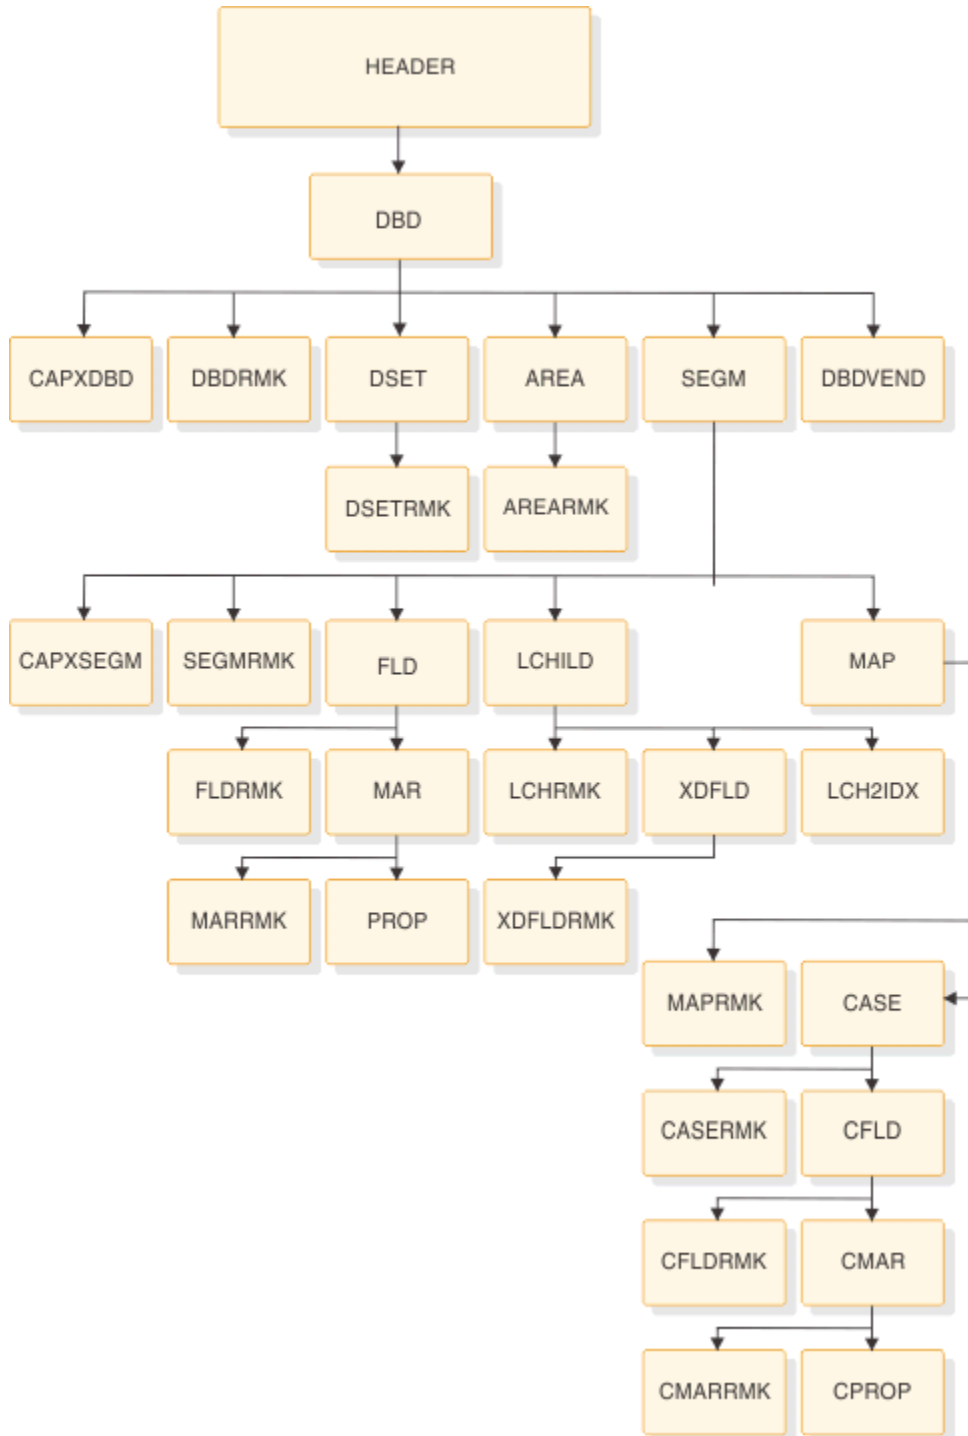 HEADER
DBD
CAPXDBD
DBDRMK
DSET
AREA
SEGM
DBDVEND
DSETRMK
AREARMK
CAPXSEGM
SEGMRMK
FLD
LCHILD
MAP
FLDRMK
MAR
LCHRMK
XDFLD
LCH2IDX
MARRMK
PROP
XDFLDRMK
MAPRMK
CASE
CASERMK
CFLD
CFLDRMK
CMAR
CMARRMK
CPROP